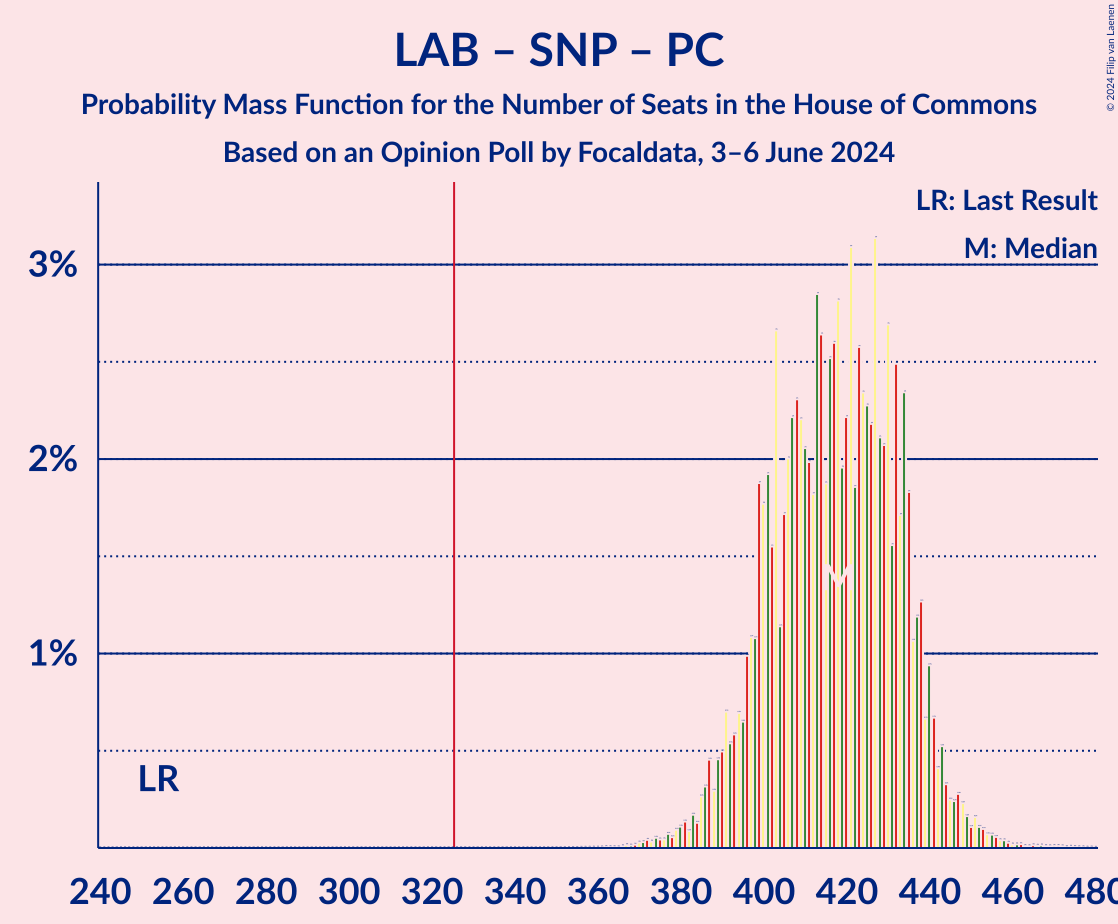 © 2024 Filip van Laenen
LAB – SNP – PC
Probability Mass Function for the Number of Seats in the House of Commons
Based on an Opinion Poll by Focaldata, 3–6 June 2024
LR: Last Result
M: Median
3%
2%
1%
M
LR
240 260 280 300 320 340 360 380 400 420 440 460 480